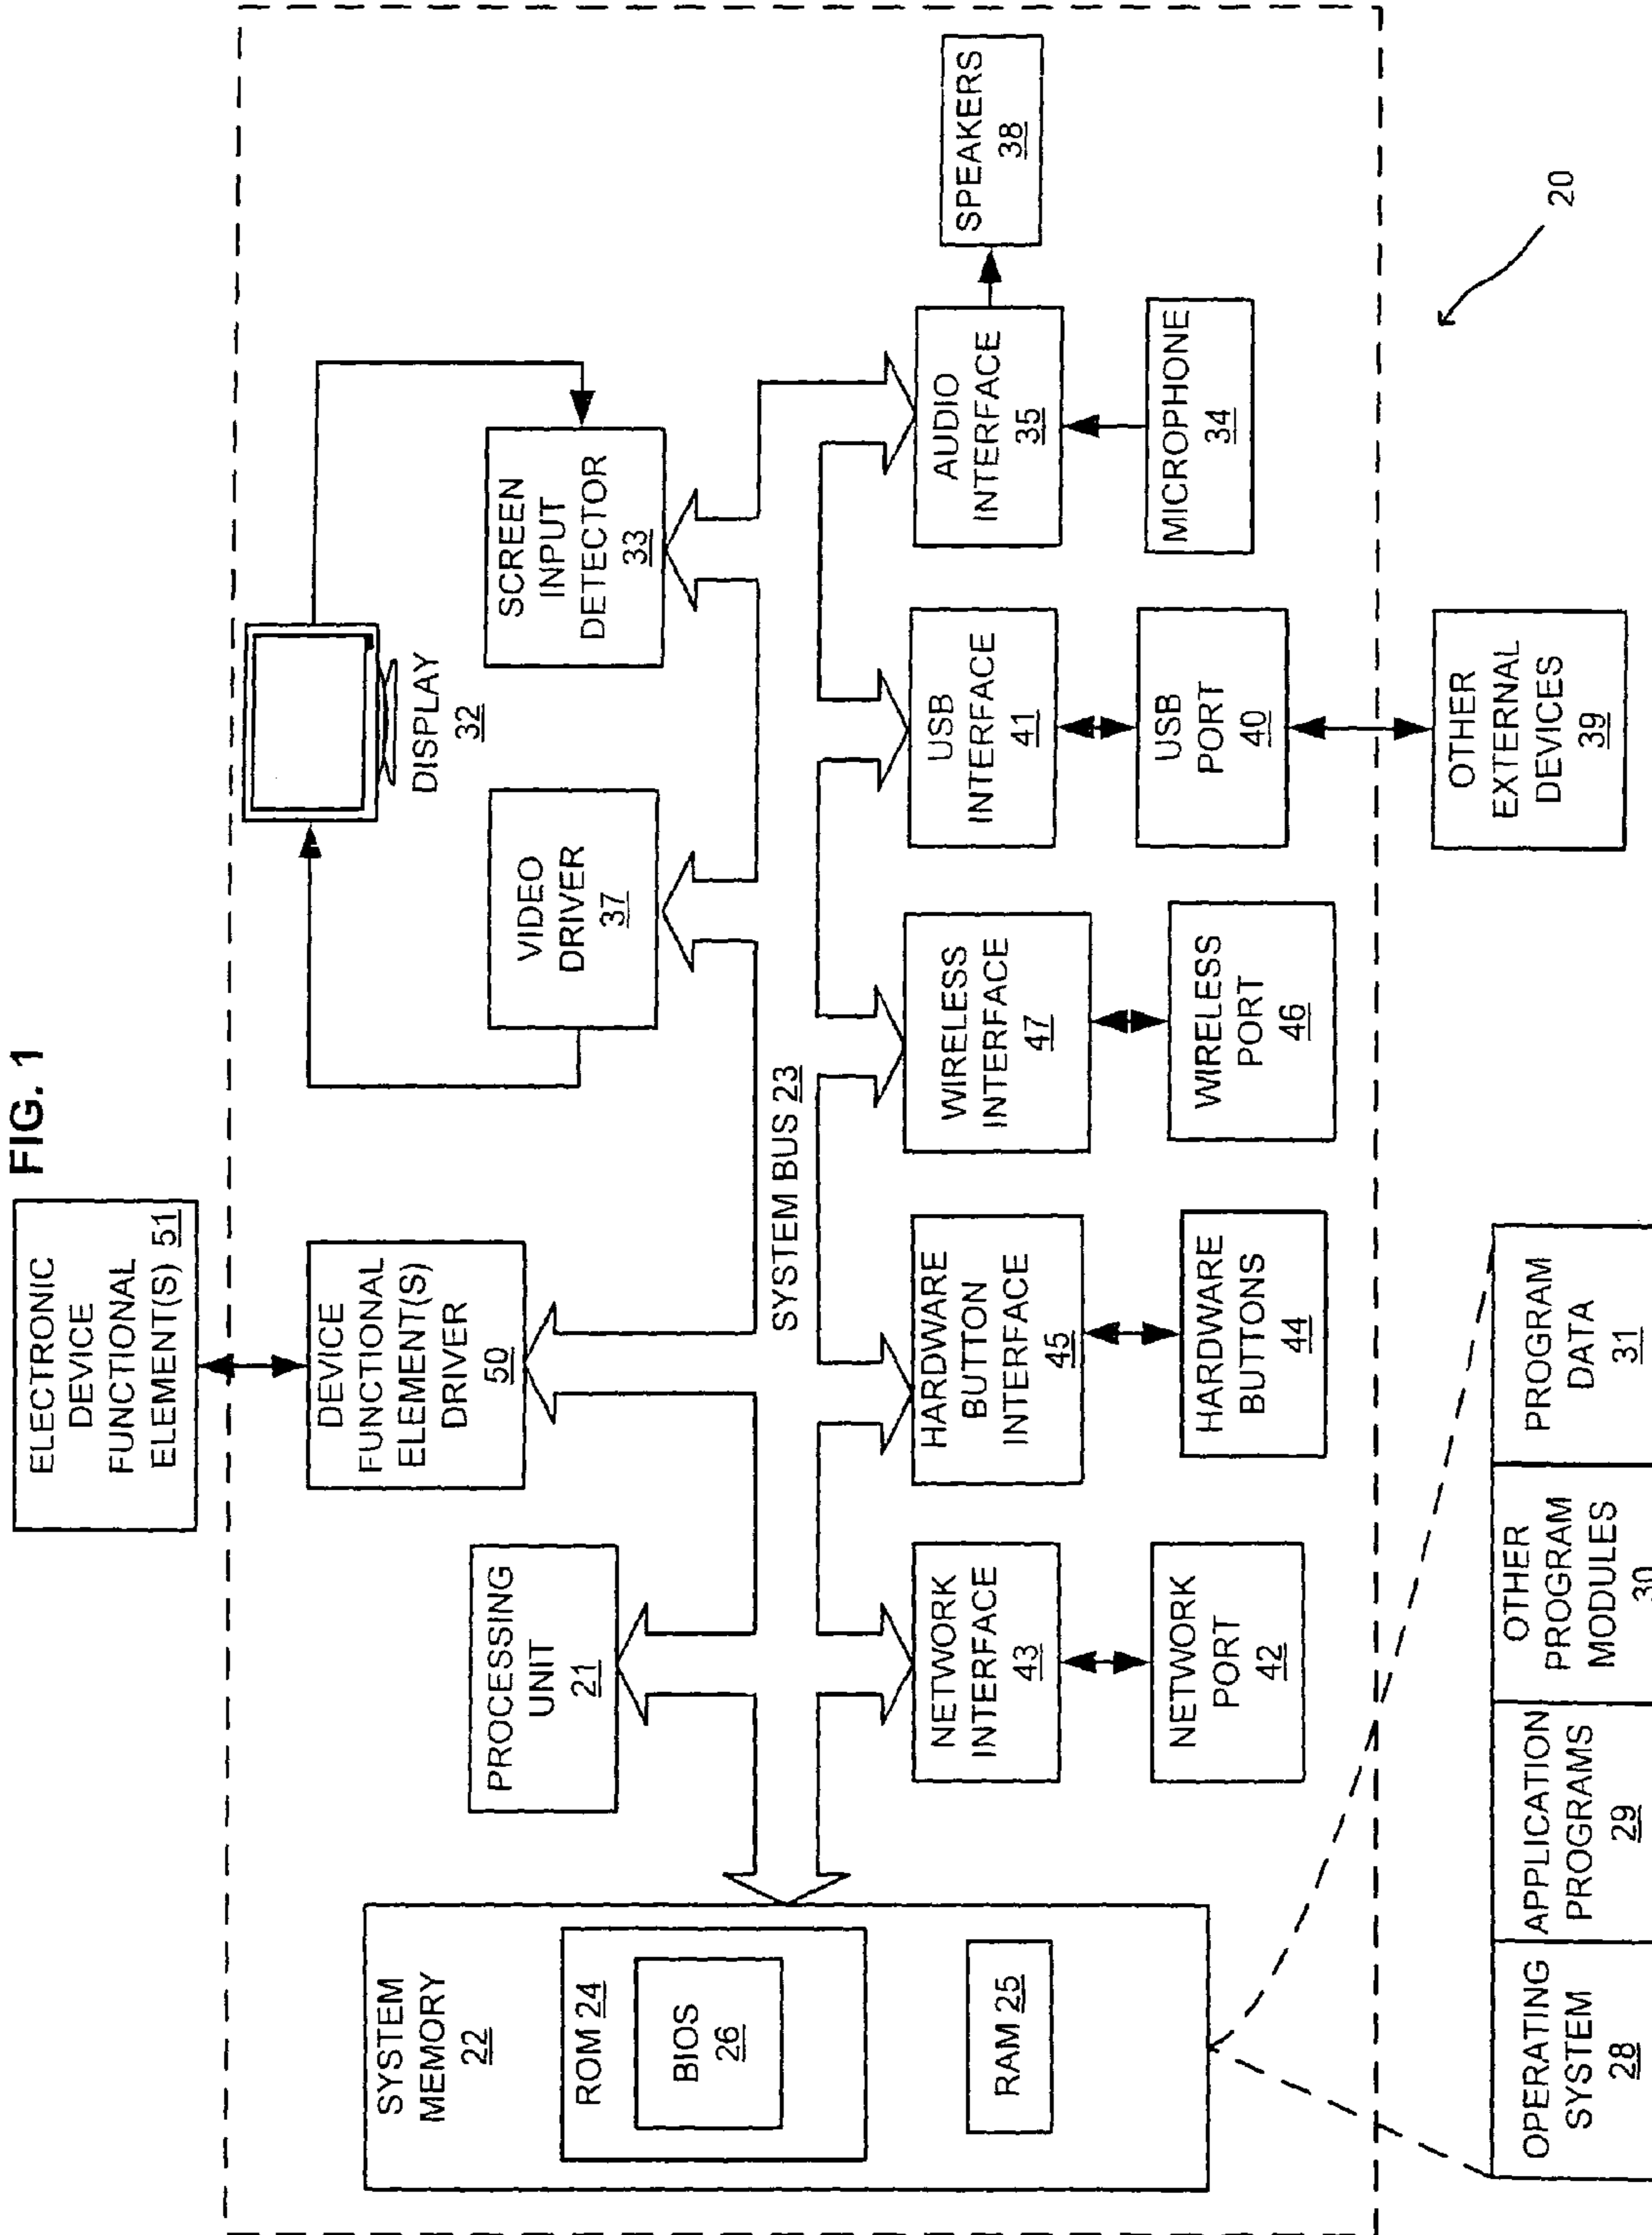 FIG. 1
ELECTRONIC
DEVICE
FUNCTIONAL
ELEMENT(S) 51
DISPLAY
32
DEVICE
FUNCTIONAL
ELEMENT(S)
DRIVER
50
VIDEO
DRIVER
37
SCREEN
INPUT
DETECTOR
33
PROCESSING
UNIT
21
SYSTEM
MEMORY
22
ROM 24
BIOS
26
RAM 25
SYSTEM BUS 23
NETWORK
INTERFACE
43
HARDWARE
BUTTON
INTERFACE
45
WIRELESS
INTERFACE
47
USB
INTERFACE
41
AUDIO
INTERFACE
35
SPEAKERS
38
NETWORK
PORT
42
HARDWARE
BUTTONS
44
WIRELESS
PORT
46
USB
PORT
40
MICROPHONE
34
OPERATING
SYSTEM
28
APPLICATION
PROGRAMS
29
OTHER
PROGRAM
MODULES
30
PROGRAM
DATA
31
OTHER
EXTERNAL
DEVICES
39
20